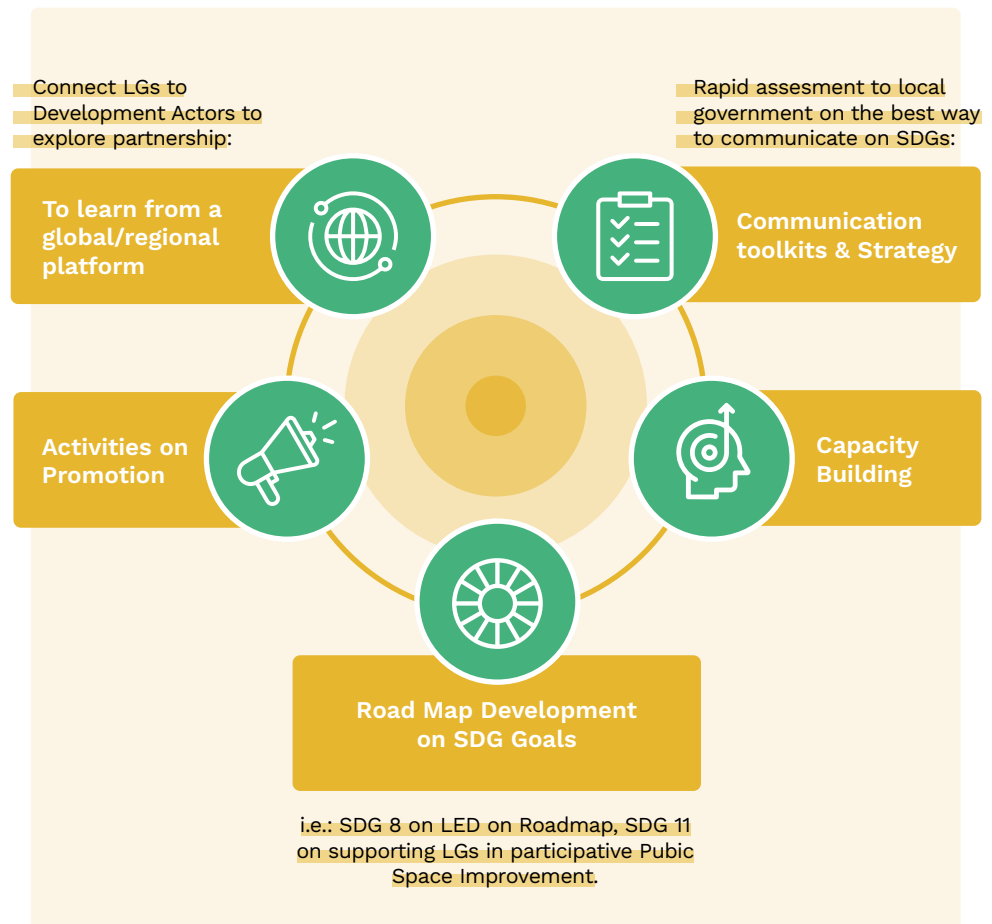 Connect LGs to
Development Actors to
explore partnership:
To learn from a
global/regional
platform
Rapid assesment to local
government on the best way
to communicate on SDGs:
Communication
toolkits & Strategy
Activities on
Promotion
Capacity
Building
Road Map Development
on SDG Goals
i.e.: SDG 8 on LED on Roadmap, SDG 11
on supporting LGs in participative Pubic
Space Improvement.